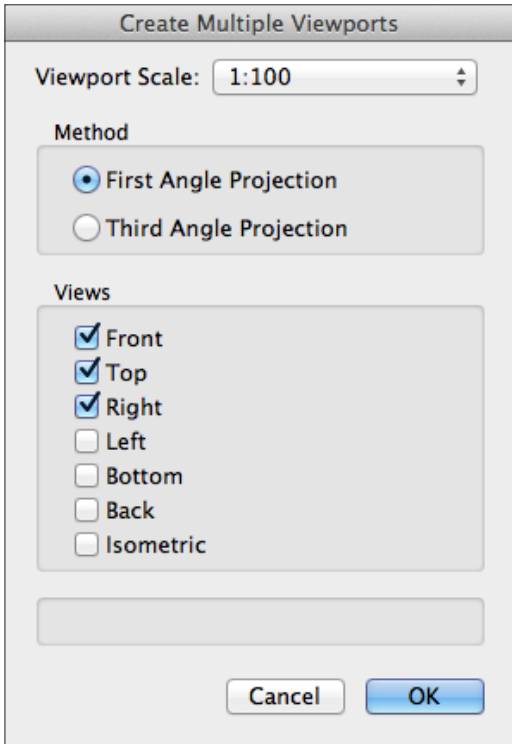 Create Multiple Viewports
Viewport Scale: 1:100
Method
First Angle Projection
Third Angle Projection
Views
Front
Top
Right
Left
Bottom
Back
Isometric
Cancel OK